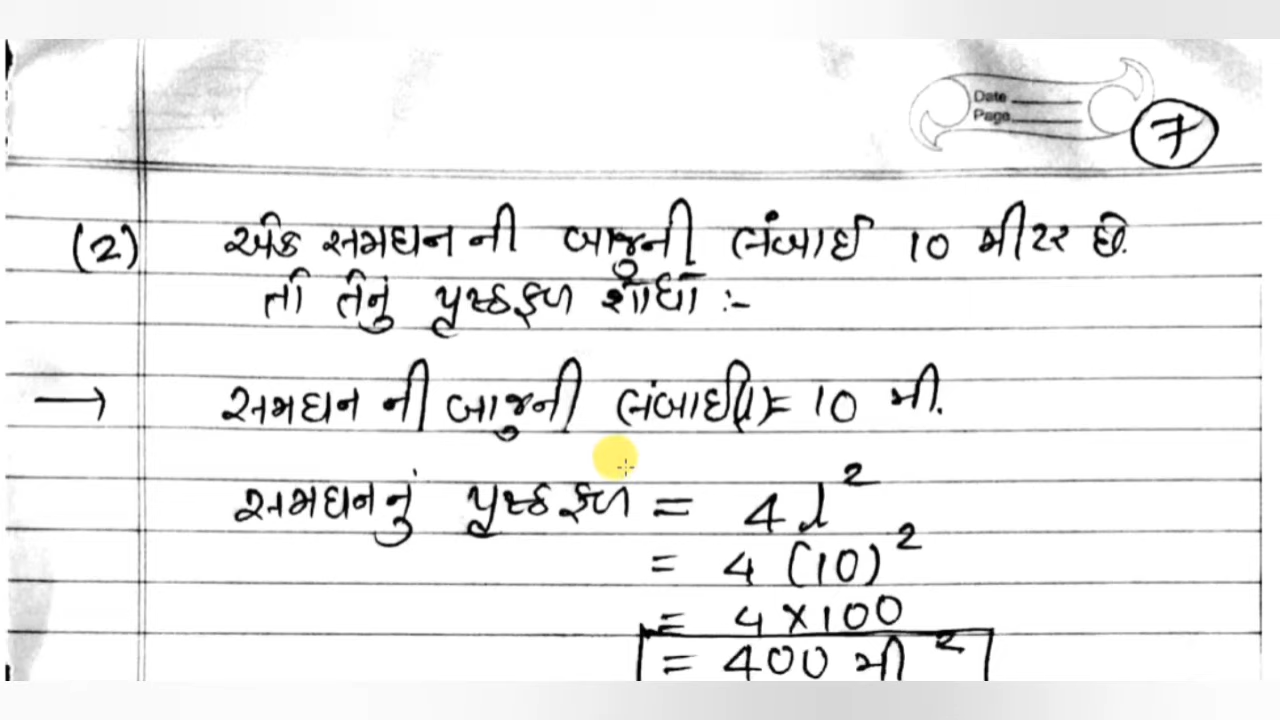 Date
Page
7
(2) એક સમઘન ની બાજુની લંબાઈ 10 મીટર છે.
તો તેનું પૃષ્ઠફળ શોધો :-
→ સમઘન ની બાજુની લંબાઈ(l)= 10 મી.
સમઘનનું પૃષ્ઠફળ = 4l²
= 4 (10)²
= 4 × 100
= 400 મી²